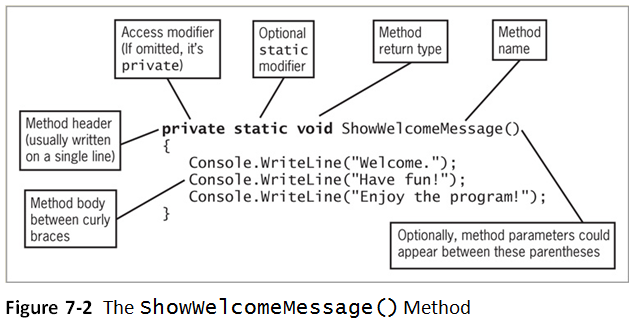 Access modifier
(If omitted, it's
private)
Optional
static
modifier
Method
return type
Method
name
Method header
(usually written
on a single line)
private static void ShowWelcomeMessage()
{
Console.WriteLine("Welcome.");
Console.WriteLine("Have fun!");
Console.WriteLine("Enjoy the program!");
}
Method body
between curly
braces
Optionally, method parameters could
appear between these parentheses
Figure 7-2 The ShowWelcomeMessage() Method